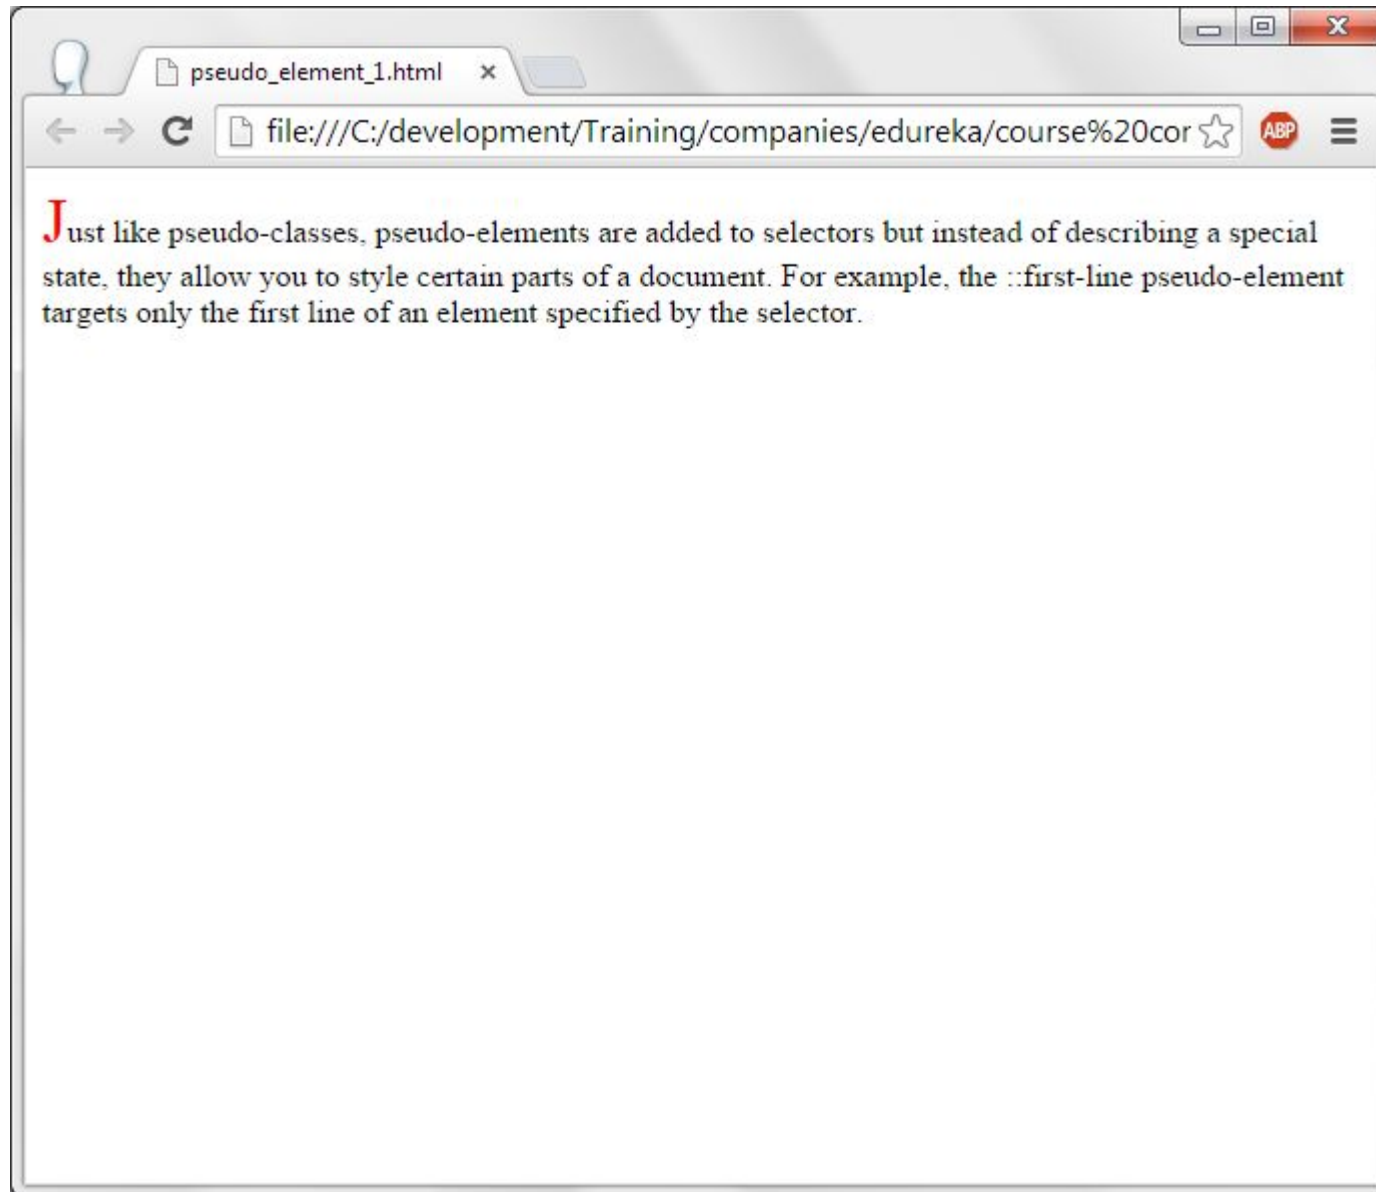 pseudo_element_1.html
file:///C:/development/Training/companies/edureka/course%20cor
ABP
Just like pseudo-classes, pseudo-elements are added to selectors but instead of describing a special
state, they allow you to style certain parts of a document. For example, the ::first-line pseudo-element
targets only the first line of an element specified by the selector.